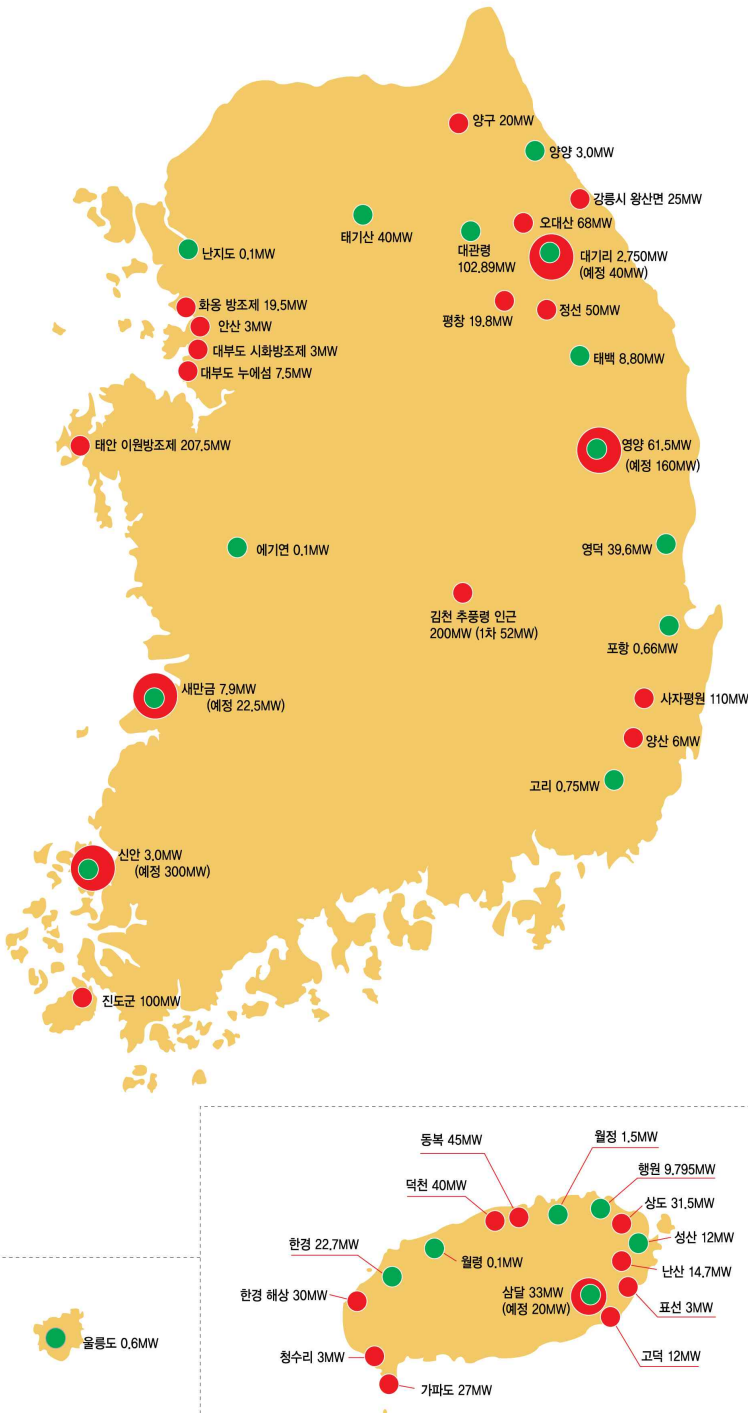 양구 20MW
양양 3.0MW
강릉시 왕산면 25MW
오대산 68MW
태기산 40MW
대관령
102.89MW
난지도 0.1MW
대기리 2.750MW
(예정 40MW)
화옹 방조제 19.5MW
평창 19.8MW
정선 50MW
안산 3MW
대부도 시화방조제 3MW
태백 8.80MW
대부도 누에섬 7.5MW
태안 이원방조제 207.5MW
영양 61.5MW
(예정 160MW)
에기연 0.1MW
영덕 39.6MW
김천 추풍령 인근
200MW (1차 52MW)
포항 0.66MW
새만금 7.9MW
(예정 22.5MW)
사자평원 110MW
양산 6MW
고리 0.75MW
신안 3.0MW
(예정 300MW)
진도군 100MW
동복 45MW
월정 1.5MW
행원 9.795MW
덕천 40MW
상도 31.5MW
성산 12MW
한경 22.7MW
월령 0.1MW
난산 14.7MW
한경 해상 30MW
삼달 33MW
(예정 20MW)
표선 3MW
울릉도 0.6MW
청수리 3MW
고덕 12MW
가파도 27MW